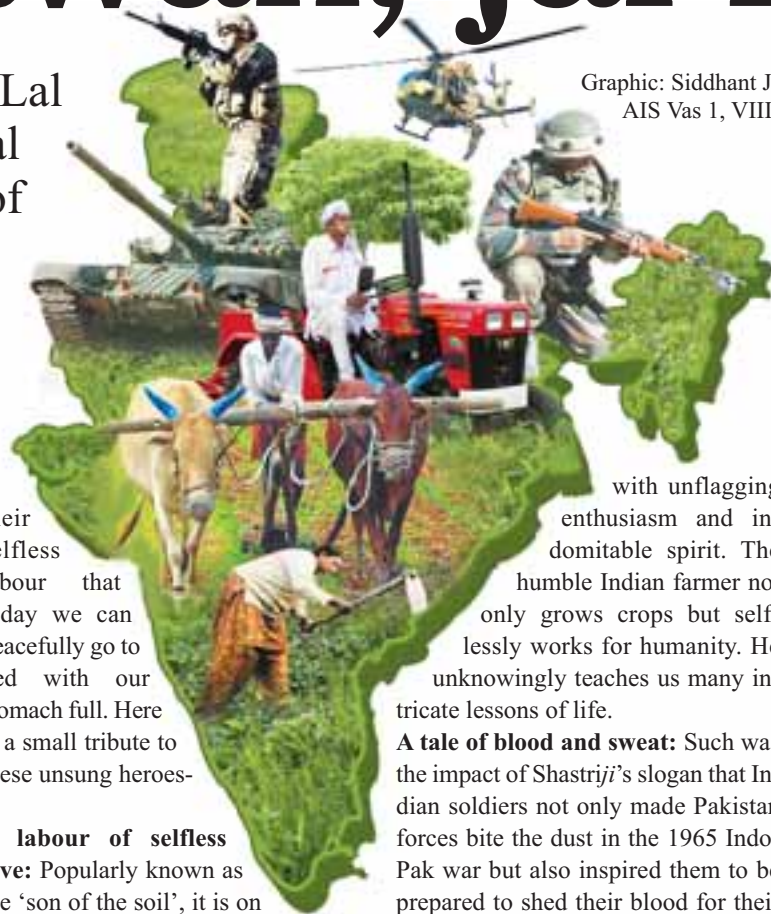 Lal
al
of
Graphic: Siddhant J
AIS Vas 1, VIII
eir
elfless
bour that
day we can
eacefully go to
ed with our
omach full. Here
a small tribute to
ese unsung heroes-
labour of selfless
ve: Popularly known as
e ‘son of the soil’, it is on
with unflagging
enthusiasm and in
domitable spirit. The
humble Indian farmer no
only grows crops but self
lessly works for humanity. He
unknowingly teaches us many in
tricate lessons of life.
A tale of blood and sweat: Such wa
the impact of Shastriji’s slogan that In
dian soldiers not only made Pakistan
forces bite the dust in the 1965 Indo
Pak war but also inspired them to be
prepared to shed their blood for thei